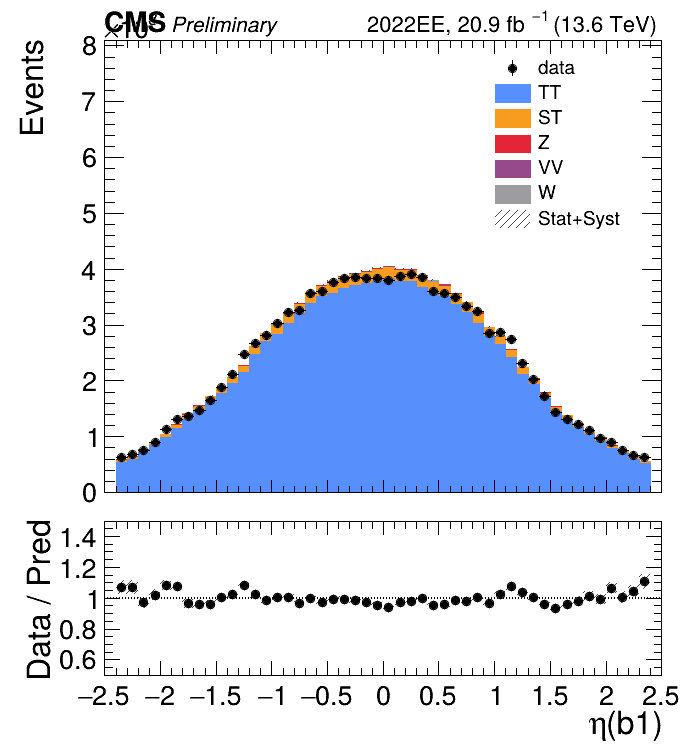 CMS Preliminary 2022EE, 20.9 fb⁻¹ (13.6 TeV)
Events
8
7
6
5
4
3
2
1
0
data
TT
ST
Z
VV
W
Stat+Syst
Data / Pred
1.4
1.2
1
0.8
0.6
−2.5 −2 −1.5 −1 −0.5 0 0.5 1 1.5 2 2.5
η(b1)